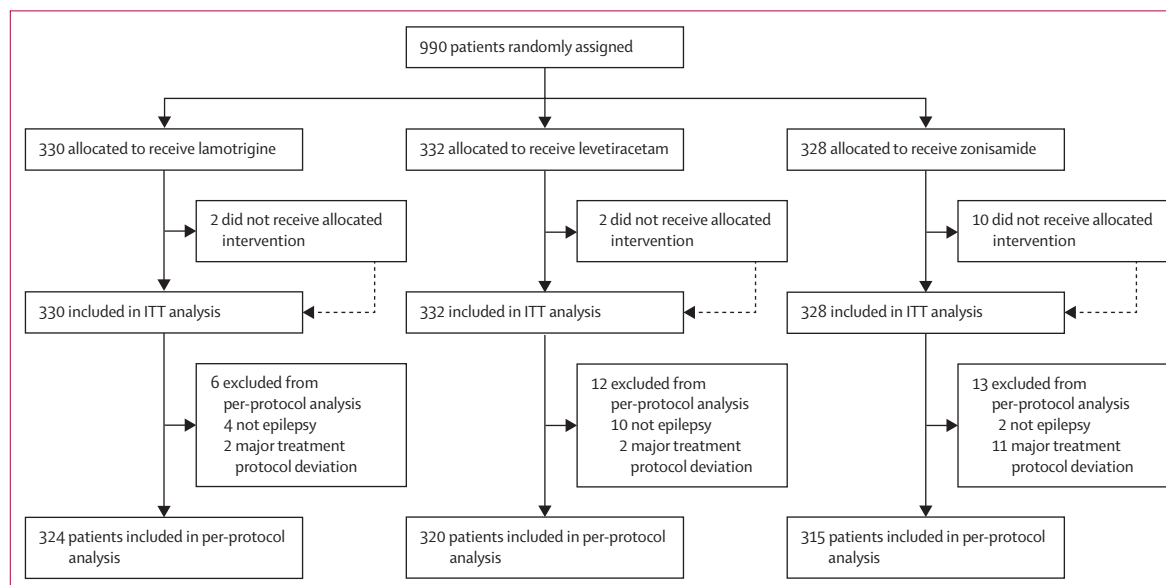 990 patients randomly assigned
330 allocated to receive lamotrigine
332 allocated to receive levetiracetam
328 allocated to receive zonisamide
2 did not receive allocated
intervention
2 did not receive allocated
intervention
10 did not receive allocated
intervention
330 included in ITT analysis
332 included in ITT analysis
328 included in ITT analysis
6 excluded from
per-protocol analysis
4 not epilepsy
2 major treatment
protocol deviation
12 excluded from
per-protocol analysis
10 not epilepsy
2 major treatment
protocol deviation
13 excluded from
per-protocol analysis
2 not epilepsy
11 major treatment
protocol deviation
324 patients included in per-protocol
analysis
320 patients included in per-protocol
analysis
315 patients included in per-protocol
analysis